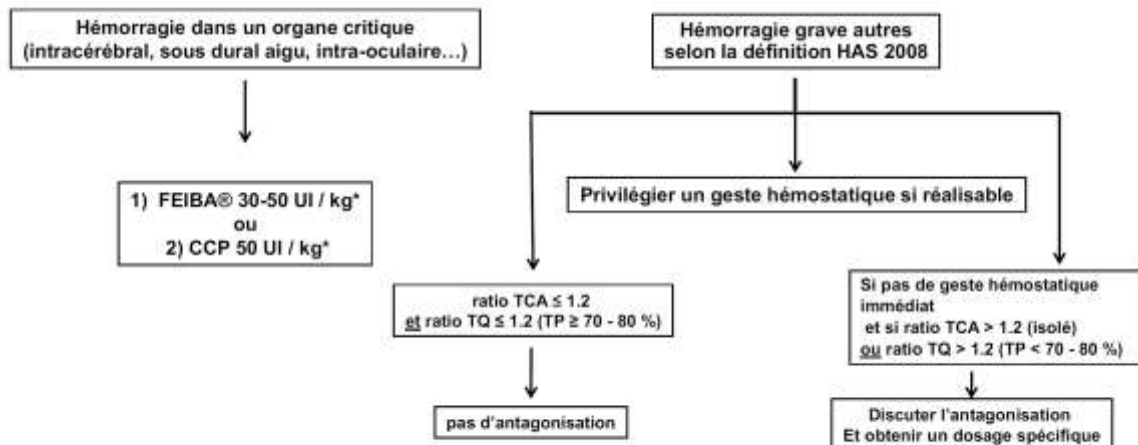 Hémorragie dans un organe critique
(intracérébral, sous dural aigu, intra-oculaire…)
Hémorragie grave autres
selon la définition HAS 2008
1) FEIBA® 30-50 UI / kg*
ou
2) CCP 50 UI / kg*
Privilégier un geste hémostatique si réalisable
ratio TCA ≤ 1.2
et ratio TQ ≤ 1.2 (TP ≥ 70 - 80 %)
Si pas de geste hémostatique
immédiat
et si ratio TCA > 1.2 (isolé)
ou ratio TQ > 1.2 (TP < 70 - 80 %)
pas d'antagonisation
Discuter l'antagonisation
Et obtenir un dosage spécifique